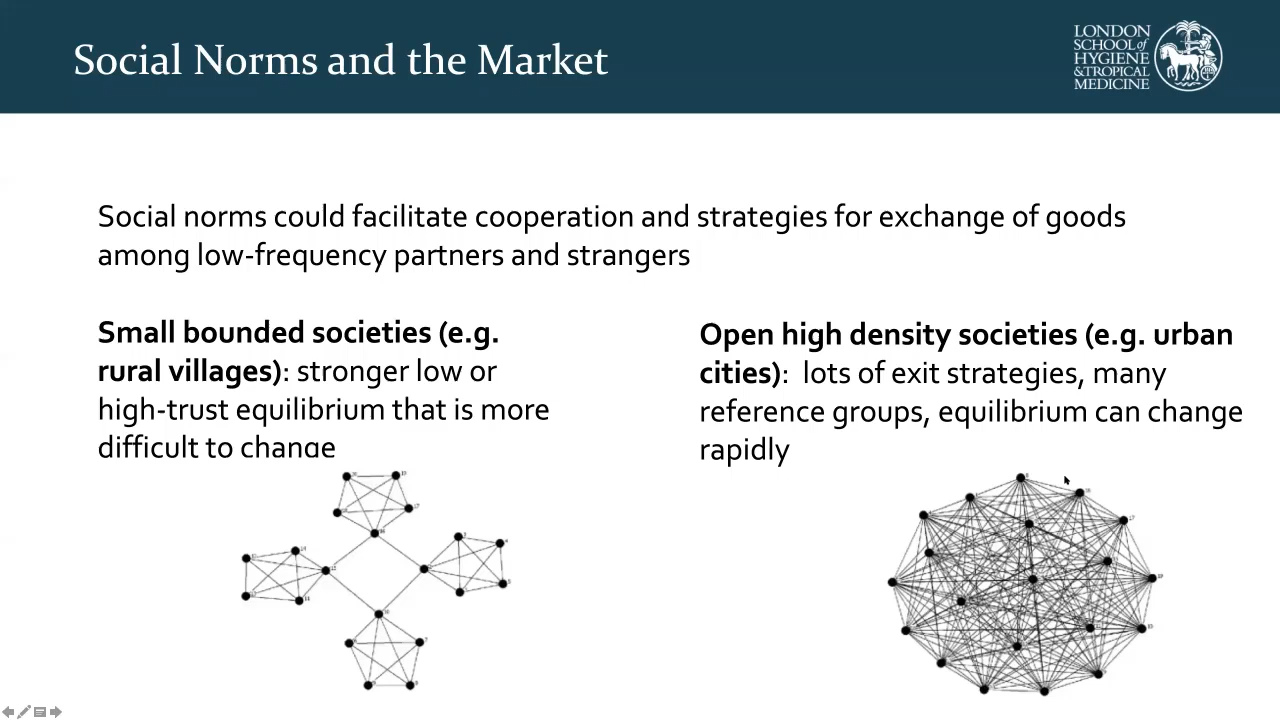 Social Norms and the Market
LONDON
SCHOOL of
HYGIENE
& TROPICAL
MEDICINE
Social norms could facilitate cooperation and strategies for exchange of goods
among low-frequency partners and strangers
Small bounded societies (e.g.
rural villages): stronger low or
high-trust equilibrium that is more
difficult to change
Open high density societies (e.g. urban
cities): lots of exit strategies, many
reference groups, equilibrium can change
rapidly